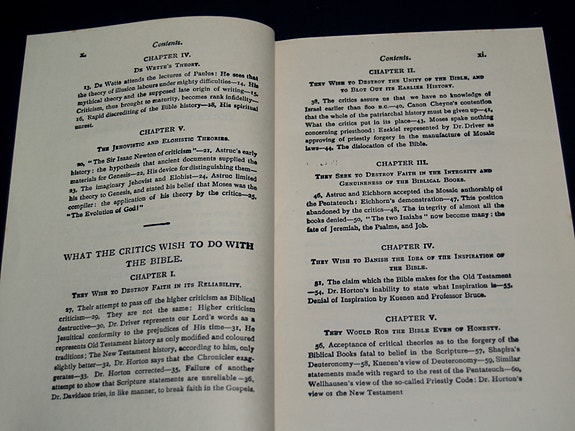 x.
Contents.
CHAPTER IV.
DE WETTE'S THEORY.
13, De Wette attends the lectures of Paulus: He sees that
the theory of illusion labours under mighty difficulties—14, His
mythical theory and the supposed late origin of writing—15,
Criticism, thus brought to maturity, becomes rank infidelity—
16, Rapid discrediting of the Bible history—18, His spiritual
unrest.
CHAPTER V.
THE JEHOVISTIC AND ELOHISTIC THEORIES.
20, "The Sir Isaac Newton of criticism"—21, Astruc's early
history: the hypothesis that ancient documents supplied the
materials for Genesis—22, His device for distinguishing them—
23, The imaginary Jehovist and Elohist—24, Astruc limited
his theory to Genesis, and stated his belief that Moses was the
compiler: the application of his theory by the critics—25,
"The Evolution of God!"
WHAT THE CRITICS WISH TO DO WITH
THE BIBLE.
CHAPTER I.
THEY WISH TO DESTROY FAITH IN ITS RELIABILITY.
27, Their attempt to pass off the higher criticism as Biblical
criticism—29, They are not the same: Higher criticism
destructive—30, Dr. Driver represents our Lord's words as a
Jesuitical conformity to the prejudices of His time—31, He
represents Old Testament history as only modified and coloured
traditions; The New Testament history, according to him, only
slightly better—32, Dr. Horton says that the Chronicler exag-
gerates—33, Dr. Horton corrected—35, Failure of another
attempt to show that Scripture statements are unreliable—36,
Dr. Davidson tries, in like manner, to break faith in the Gospels.
Contents.
xi.
CHAPTER II.
THEY WISH TO DESTROY THE UNITY OF THE BIBLE, AND
TO BLOT OUT ITS EARLIER HISTORY.
38, The critics assure us that we have no knowledge of
Israel earlier than 800 B.C.—40, Canon Cheyne's contention
that the whole of the patriarchal history must be given up—41,
What the critics put in its place—43, Moses spake nothing
concerning priesthood: Ezekiel represented by Dr. Driver as
approving of priestly forgery in the manufacture of Mosaic
laws—44, The dislocation of the Bible.
CHAPTER III.
THEY SEEK TO DESTROY FAITH IN THE INTEGRITY AND
GENUINENESS OF THE BIBLICAL BOOKS.
46, Astruc and Eichhorn accepted the Mosaic authorship of
the Pentateuch: Eichhorn's demonstration—47, This position
abandoned by the critics—48, The integrity of almost all the
books denied—50, "The two Isaiahs" now become many: the
fate of Jeremiah, the Psalms, and Job.
CHAPTER IV.
THEY WISH TO BANISH THE IDEA OF THE INSPIRATION OF
THE BIBLE.
51, The claim which the Bible makes for the Old Testament
—54, Dr. Horton's inability to state what Inspiration is—55,
Denial of Inspiration by Kuenen and Professor Bruce.
CHAPTER V.
THEY WOULD ROB THE BIBLE EVEN OF HONESTY.
56, Acceptance of critical theories as to the forgery of the
Biblical Books fatal to belief in the Scripture—57, Shapira's
Deuteronomy—58, Kuenen's view of Deuteronomy—59, Similar
statements made with regard to the rest of the Pentateuch—60,
Wellhausen's view of the so-called Priestly Code: Dr. Horton's
view of the New Testament